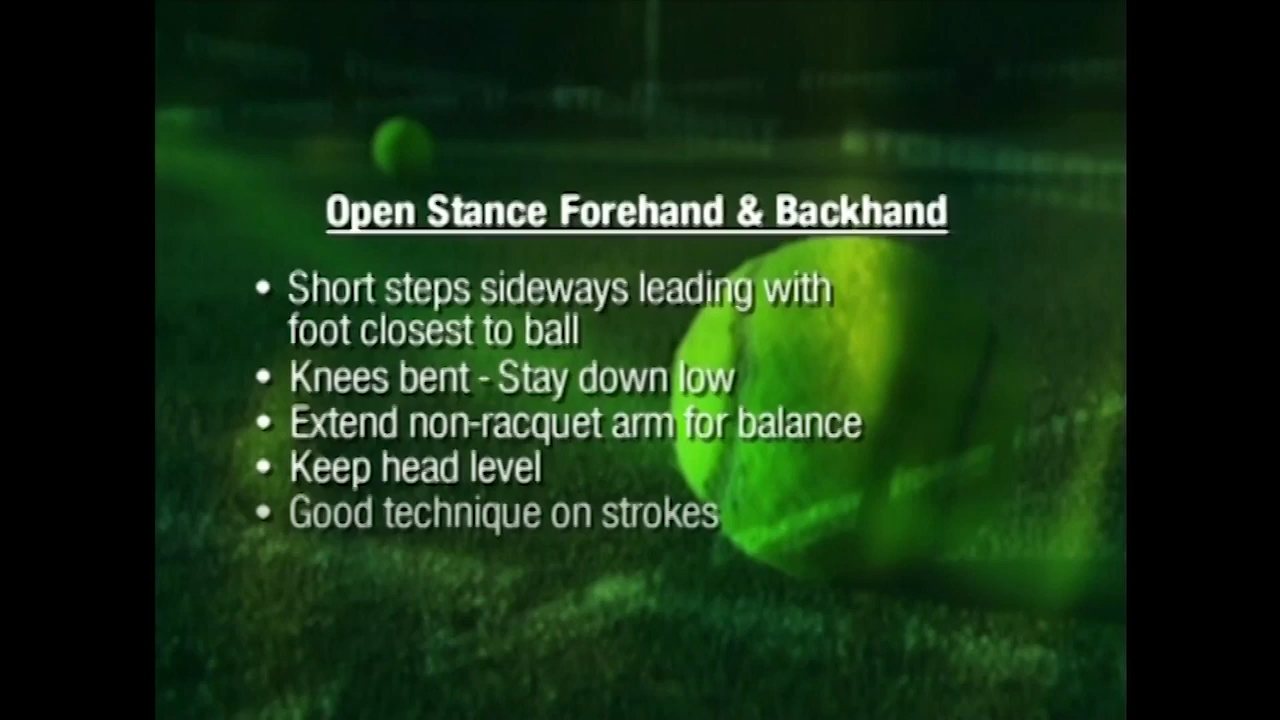 Open Stance Forehand & Backhand
• Short steps sideways leading with
foot closest to ball
• Knees bent - Stay down low
• Extend non-racquet arm for balance
• Keep head level
• Good technique on strokes